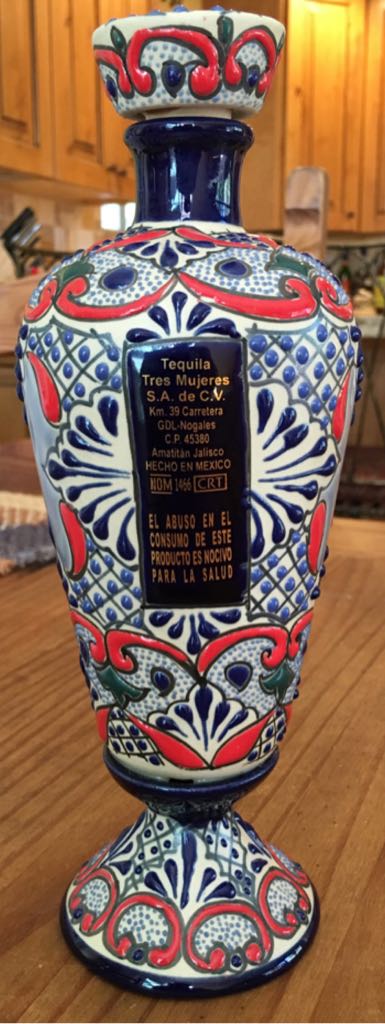 Tequila
Tres Mujeres
S.A. de C.V.
Km. 39 Carretera
GDL-Nogales
C.P. 45380
Amatitán Jalisco
HECHO EN MEXICO
NOM 1466 CRT
EL ABUSO EN EL
CONSUMO DE ESTE
PRODUCTO ES NOCIVO
PARA LA SALUD